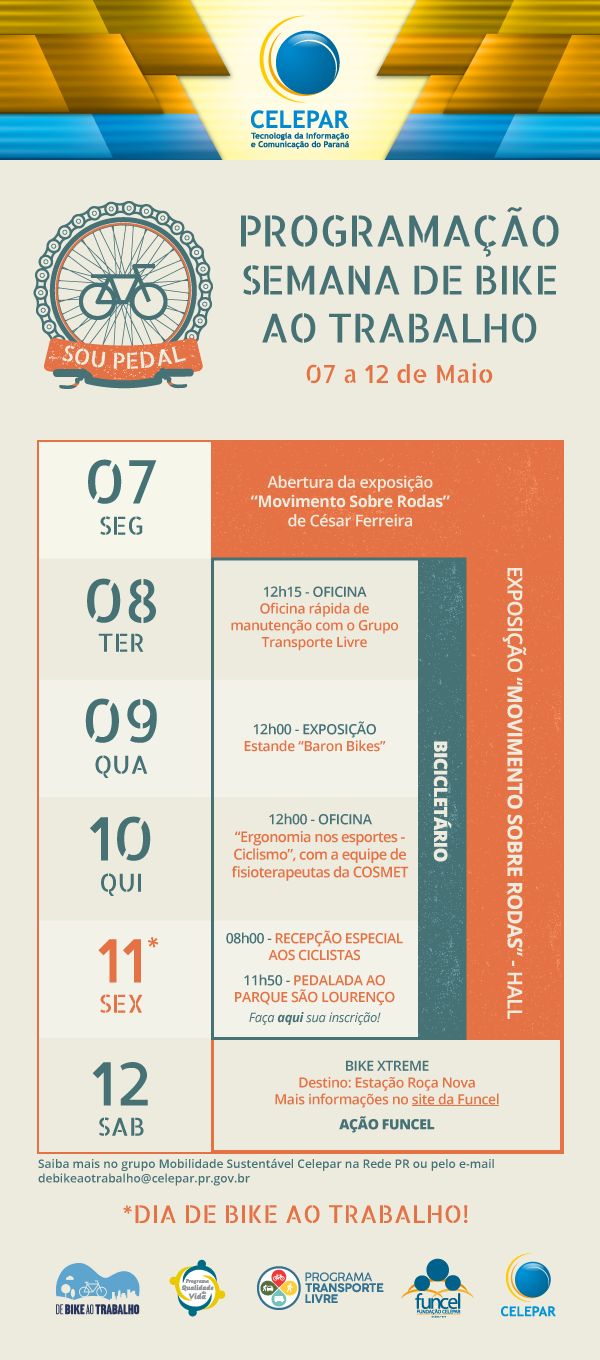 CELEPAR
Tecnologia da Informação
e Comunicação do Paraná
SOU PEDAL
PROGRAMAÇÃO
SEMANA DE BIKE
AO TRABALHO
07 a 12 de Maio
07
SEG
Abertura da exposição
“Movimento Sobre Rodas”
de César Ferreira
08
TER
12h15 - OFICINA
Oficina rápida de
manutenção com o Grupo
Transporte Livre
09
QUA
12h00 - EXPOSIÇÃO
Estande “Baron Bikes”
10
QUI
12h00 - OFICINA
“Ergonomia nos esportes -
Ciclismo”, com a equipe de
fisioterapeutas da COSMET
11*
SEX
08h00 - RECEPÇÃO ESPECIAL
AOS CICLISTAS
11h50 - PEDALADA AO
PARQUE SÃO LOURENÇO
Faça aqui sua inscrição!
BICICLETÁRIO
EXPOSIÇÃO “MOVIMENTO SOBRE RODAS” - HALL
12
SAB
BIKE XTREME
Destino: Estação Roça Nova
Mais informações no site da Funcel
AÇÃO FUNCEL
Saiba mais no grupo Mobilidade Sustentável Celepar na Rede PR ou pelo e-mail
debikeaotrabalho@celepar.pr.gov.br
*DIA DE BIKE AO TRABALHO!
DE BIKE AO TRABALHO
Programa
Qualidade
de
Vida
PROGRAMA
TRANSPORTE
LIVRE
funcel
FUNDAÇÃO CELEPAR
CELEPAR